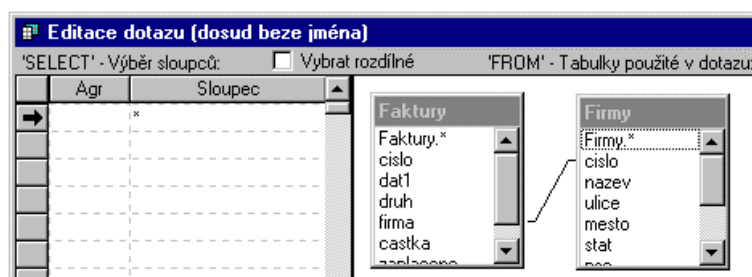 Editace dotazu (dosud beze jména)
'SELECT' - Výběr sloupců:
Vybrat rozdílné
'FROM' - Tabulky použité v dotazu:
Agr
Sloupec
*
Faktury
Faktury.*
cislo
dat1
druh
firma
castka
zaplaceno
Firmy
Firmy.*
cislo
nazev
ulice
mesto
stat